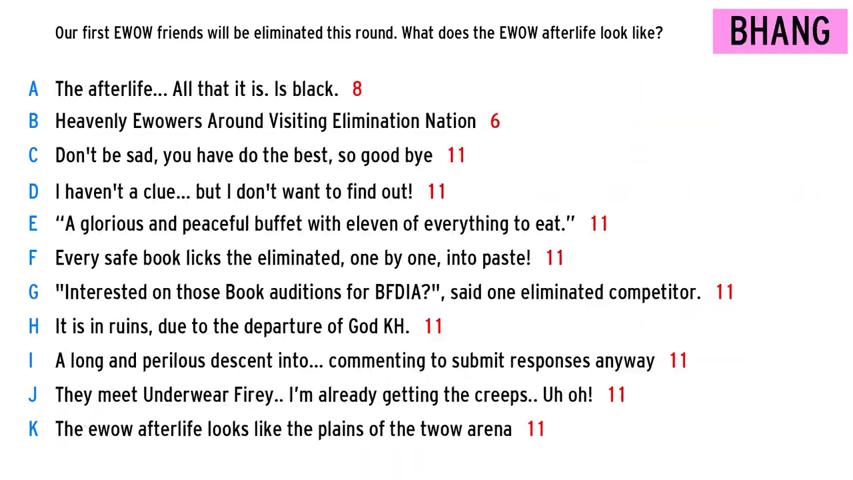 Our first EWOW friends will be eliminated this round. What does the EWOW afterlife look like?
BHANG
A The afterlife... All that it is. Is black. 8
B Heavenly Ewowers Around Visiting Elimination Nation 6
C Don't be sad, you have do the best, so good bye 11
D I haven't a clue... but I don't want to find out! 11
E “A glorious and peaceful buffet with eleven of everything to eat.” 11
F Every safe book licks the eliminated, one by one, into paste! 11
G "Interested on those Book auditions for BFDIA?", said one eliminated competitor. 11
H It is in ruins, due to the departure of God KH. 11
I A long and perilous descent into... commenting to submit responses anyway 11
J They meet Underwear Firey.. I’m already getting the creeps.. Uh oh! 11
K The ewow afterlife looks like the plains of the twow arena 11